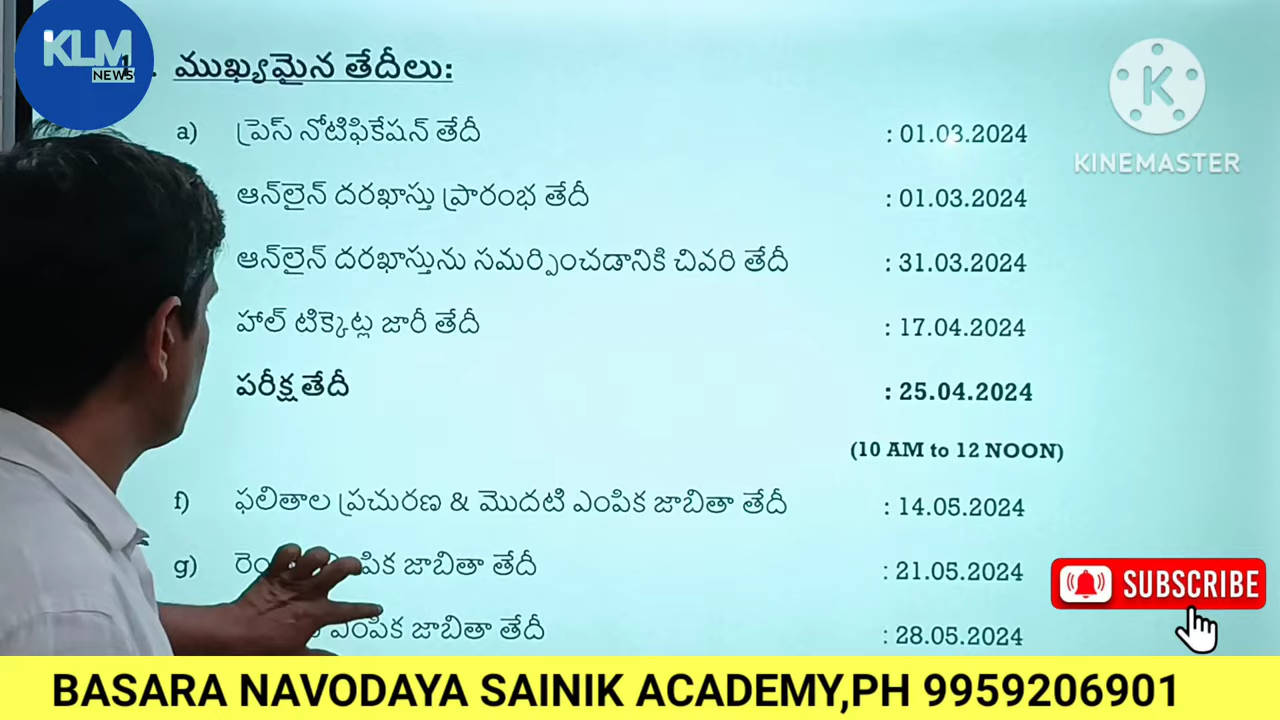 KLM
1
NEWS
ముఖ్యమైన తేదీలు:
KINEMASTER
a) ప్రెస్ నోటిఫికేషన్ తేదీ : 01.03.2024
ఆన్‌లైన్ దరఖాస్తు ప్రారంభ తేదీ : 01.03.2024
ఆన్‌లైన్ దరఖాస్తును సమర్పించడానికి చివరి తేదీ : 31.03.2024
హాల్ టిక్కెట్ల జారీ తేదీ : 17.04.2024
పరీక్ష తేదీ : 25.04.2024
(10 AM to 12 NOON)
f) ఫలితాల ప్రచురణ & మొదటి ఎంపిక జాబితా తేదీ : 14.05.2024
g) జాబితా తేదీ : 21.05.2024
ఎంపిక జాబితా తేదీ : 28.05.2024
SUBSCRIBE
BASARA NAVODAYA SAINIK ACADEMY,PH 9959206901